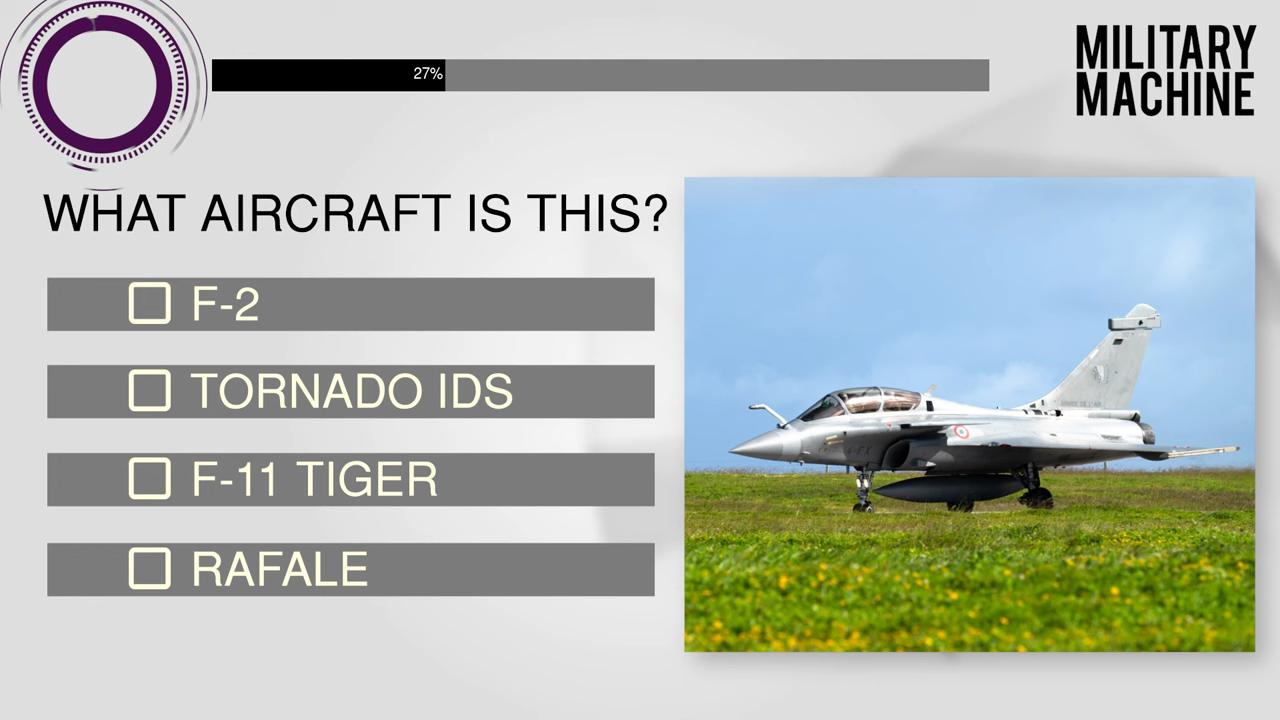 27%
MILITARY
MACHINE
WHAT AIRCRAFT IS THIS?
F-2
TORNADO IDS
F-11 TIGER
RAFALE